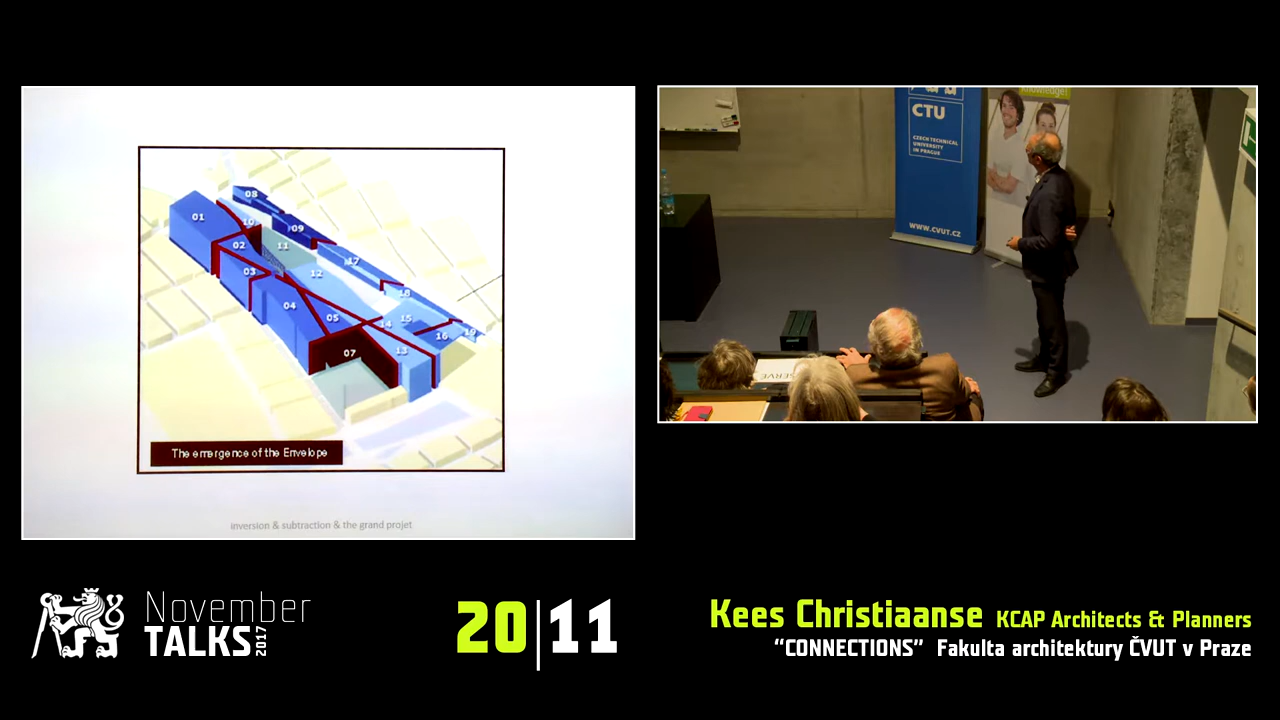 08
01
10
09
02
11
17
03
12
18
04
05
15
14
19
16
07
13
The emergence of the Envelope
inversion & subtraction & the grand projet
knowledge!
CTU
CZECH TECHNICAL
UNIVERSITY
IN PRAGUE
WWW.CVUT.CZ
RESERVE
November
TALKS 2017
20|11
Kees Christiaanse KCAP Architects & Planners
“CONNECTIONS” Fakulta architektury ČVUT v Praze